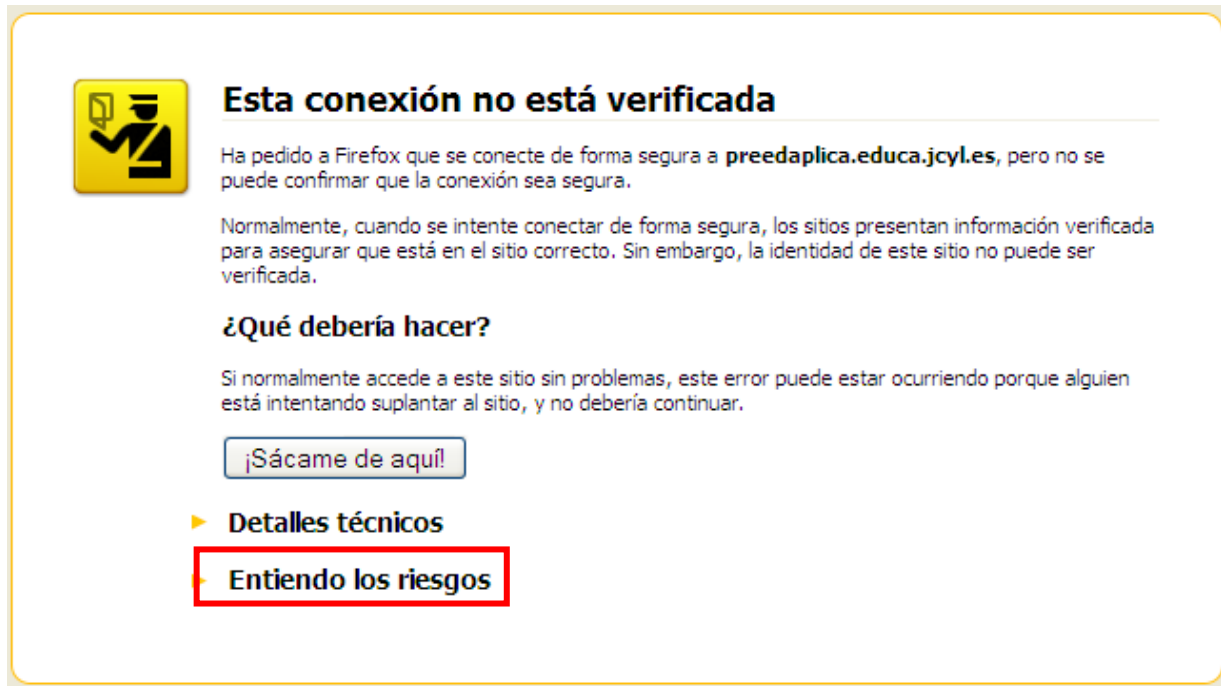 Esta conexión no está verificada
Ha pedido a Firefox que se conecte de forma segura a preedaplica.educa.jcyl.es, pero no se
puede confirmar que la conexión sea segura.
Normalmente, cuando se intente conectar de forma segura, los sitios presentan información verificada
para asegurar que está en el sitio correcto. Sin embargo, la identidad de este sitio no puede ser
verificada.
¿Qué debería hacer?
Si normalmente accede a este sitio sin problemas, este error puede estar ocurriendo porque alguien
está intentando suplantar al sitio, y no debería continuar.
¡Sácame de aquí!
Detalles técnicos
Entiendo los riesgos